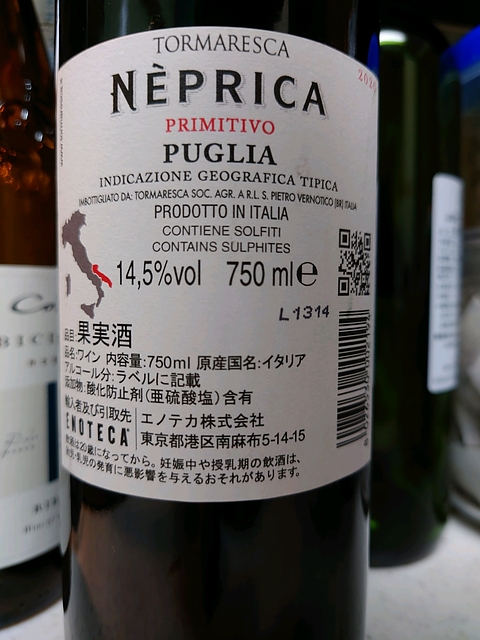 TORMARESCA
2020
NÈPRICA
PRIMITIVO
PUGLIA
INDICAZIONE GEOGRAFICA TIPICA
IMBOTTIGLIATO DA: TORMARESCA SOC. AGR. A R.L. S. PIETRO VERNOTICO (BR) ITALIA
PRODOTTO IN ITALIA
CONTIENE SOLFITI
CONTAINS SULPHITES
14,5%vol 750 ml e
L1314
品目:果実酒
品名:ワイン 内容量:750ml 原産国名:イタリア
アルコール分:ラベルに記載
添加物:酸化防止剤(亜硫酸塩)含有
輸入者及び引取先
エノテカ株式会社
ENOTECA
東京都港区南麻布5-14-15
飲酒は20歳になってから。妊娠中や授乳期の飲酒は、
胎児・乳児の発育に悪影響を与えるおそれがあります。
Co
BICI